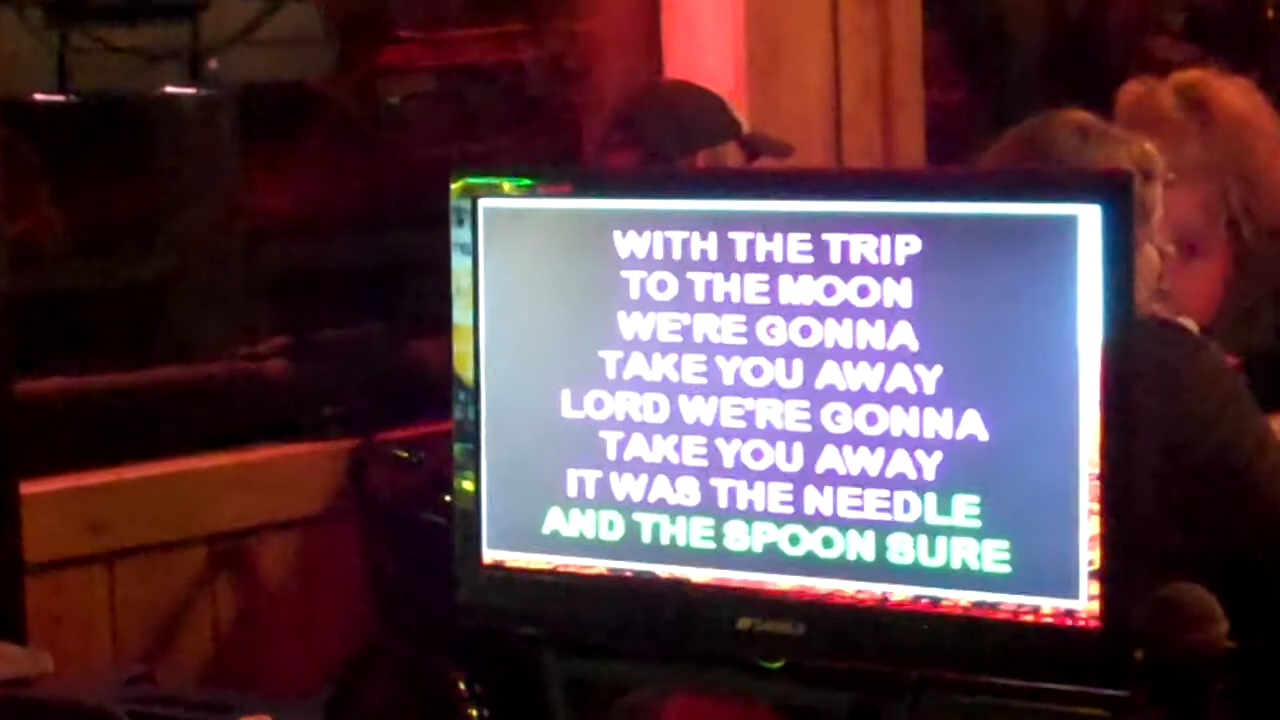 WITH THE TRIP
TO THE MOON
WE'RE GONNA
TAKE YOU AWAY
LORD WE'RE GONNA
TAKE YOU AWAY
IT WAS THE NEEDLE
AND THE SPOON SURE